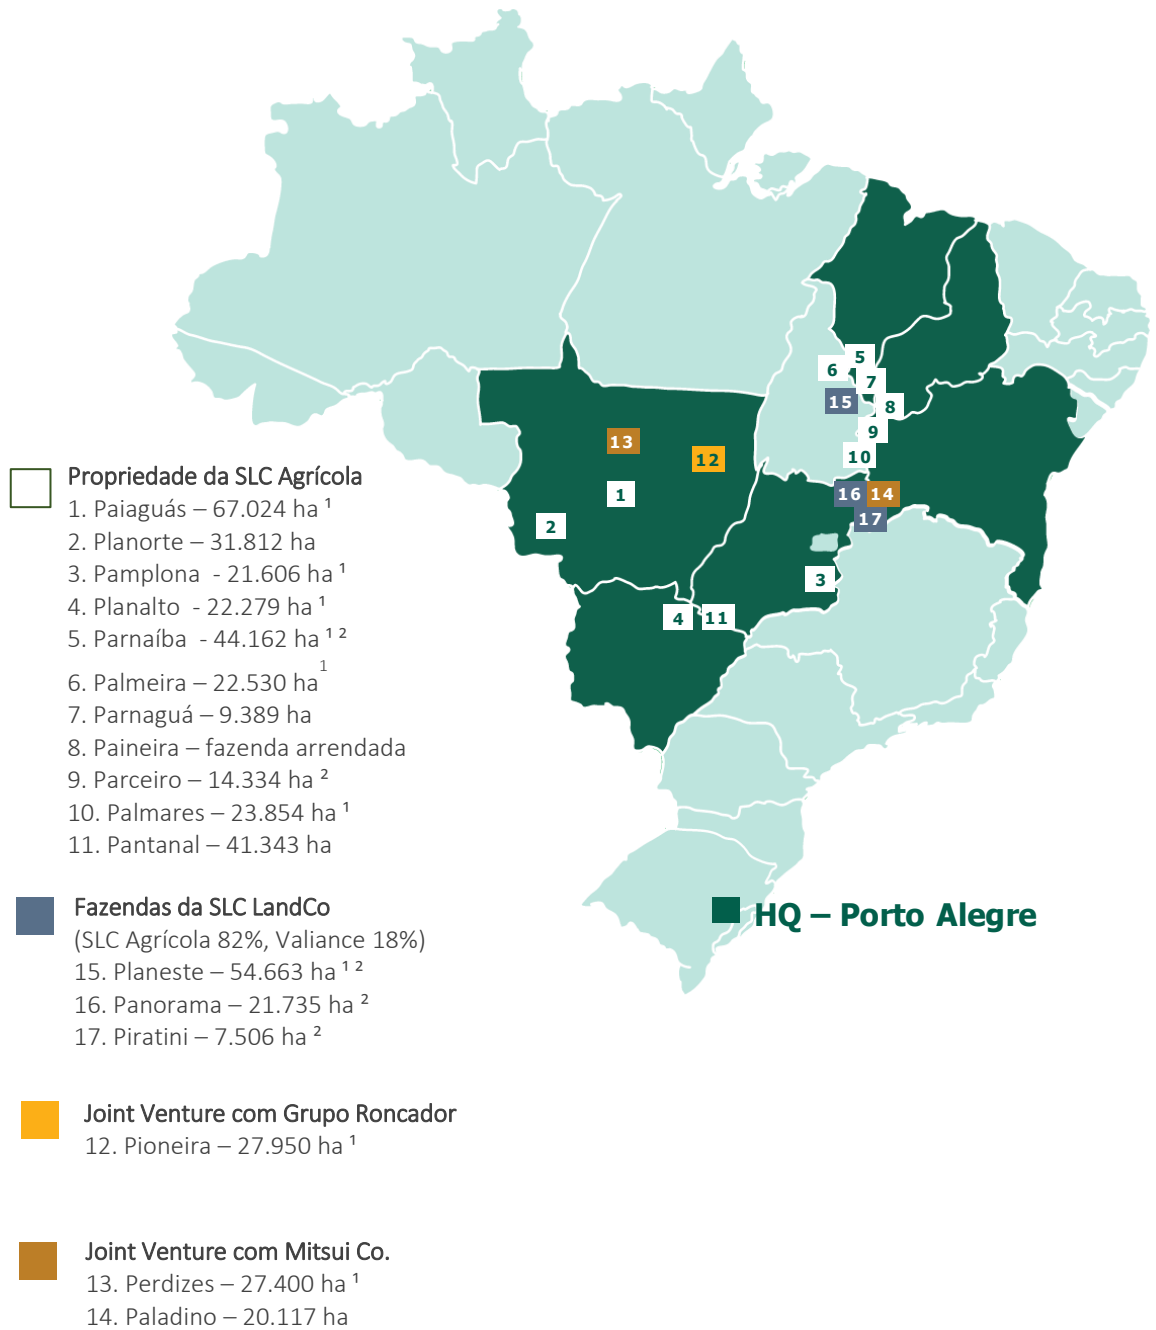 5
6
7
15
8
9
13
12
10
1
16
14
17
2
3
4
11
Propriedade da SLC Agrícola
1. Paiaguás – 67.024 ha ¹
2. Planorte – 31.812 ha
3. Pamplona - 21.606 ha ¹
4. Planalto - 22.279 ha ¹
5. Parnaíba - 44.162 ha ¹ ²
6. Palmeira – 22.530 ha ¹
7. Parnaguá – 9.389 ha
8. Paineira – fazenda arrendada
9. Parceiro – 14.334 ha ²
10. Palmares – 23.854 ha ¹
11. Pantanal – 41.343 ha
HQ – Porto Alegre
Fazendas da SLC LandCo
(SLC Agrícola 82%, Valiance 18%)
15. Planeste – 54.663 ha ¹ ²
16. Panorama – 21.735 ha ²
17. Piratini – 7.506 ha ²
Joint Venture com Grupo Roncador
12. Pioneira – 27.950 ha ¹
Joint Venture com Mitsui Co.
13. Perdizes – 27.400 ha ¹
14. Paladino – 20.117 ha